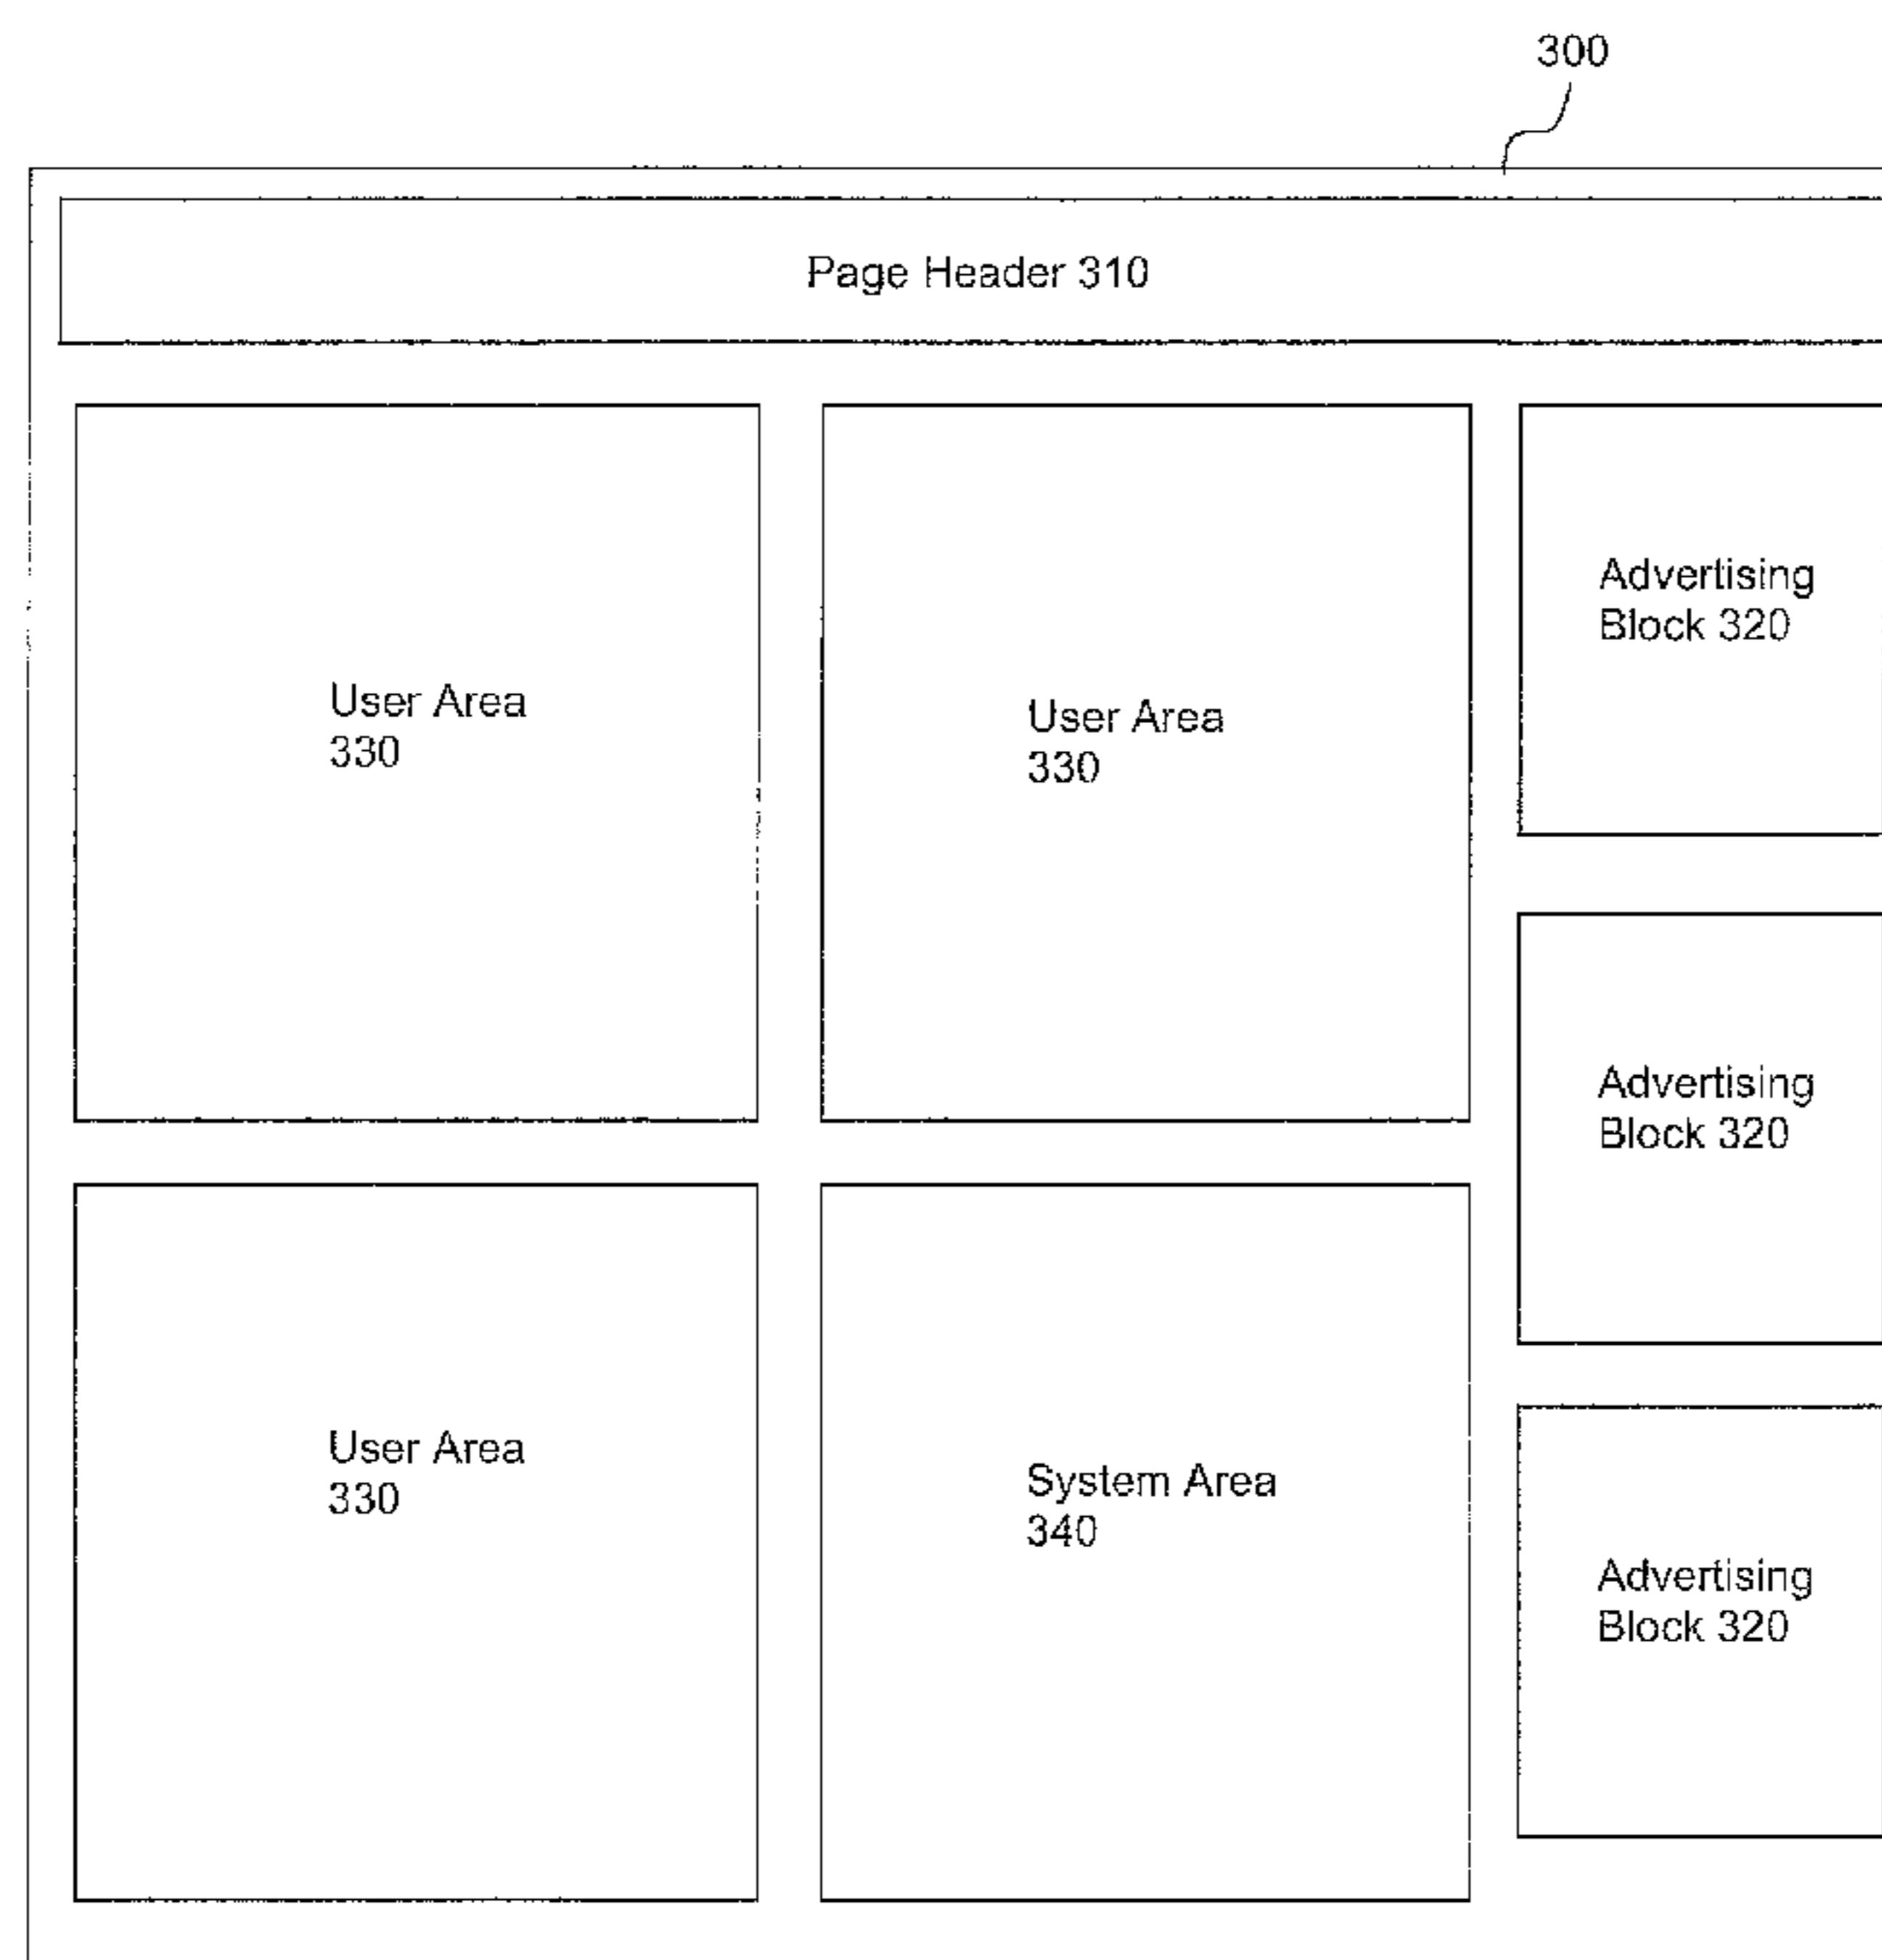 300
Page Header 310
User Area
330
User Area
330
Advertising
Block 320
Advertising
Block 320
User Area
330
System Area
340
Advertising
Block 320